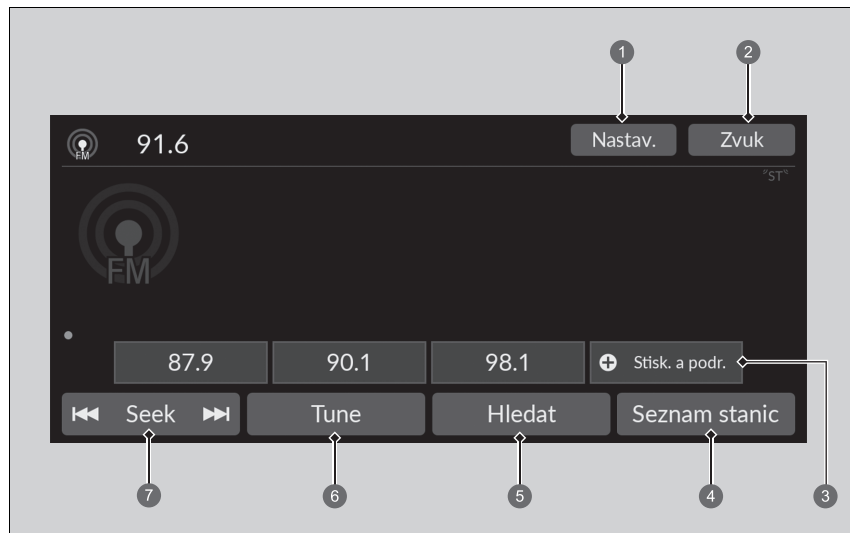 1 2
FM 91.6 Nastav. Zvuk
ST
FM
87.9 90.1 98.1 Stisk. a podr.
Seek Tune Hledat Seznam stanic
7 6 5 4 3